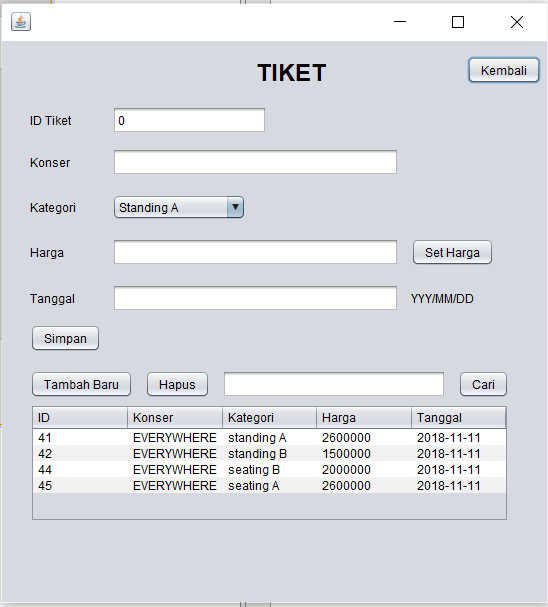 TIKET
Kembali
ID Tiket 0
Konser
Kategori Standing A
Harga Set Harga
Tanggal YYY/MM/DD
Simpan
Tambah Baru Hapus Cari
ID Konser Kategori Harga Tanggal
41 EVERYWHERE standing A 2600000 2018-11-11
42 EVERYWHERE standing B 1500000 2018-11-11
44 EVERYWHERE seating B 2000000 2018-11-11
45 EVERYWHERE seating A 2600000 2018-11-11